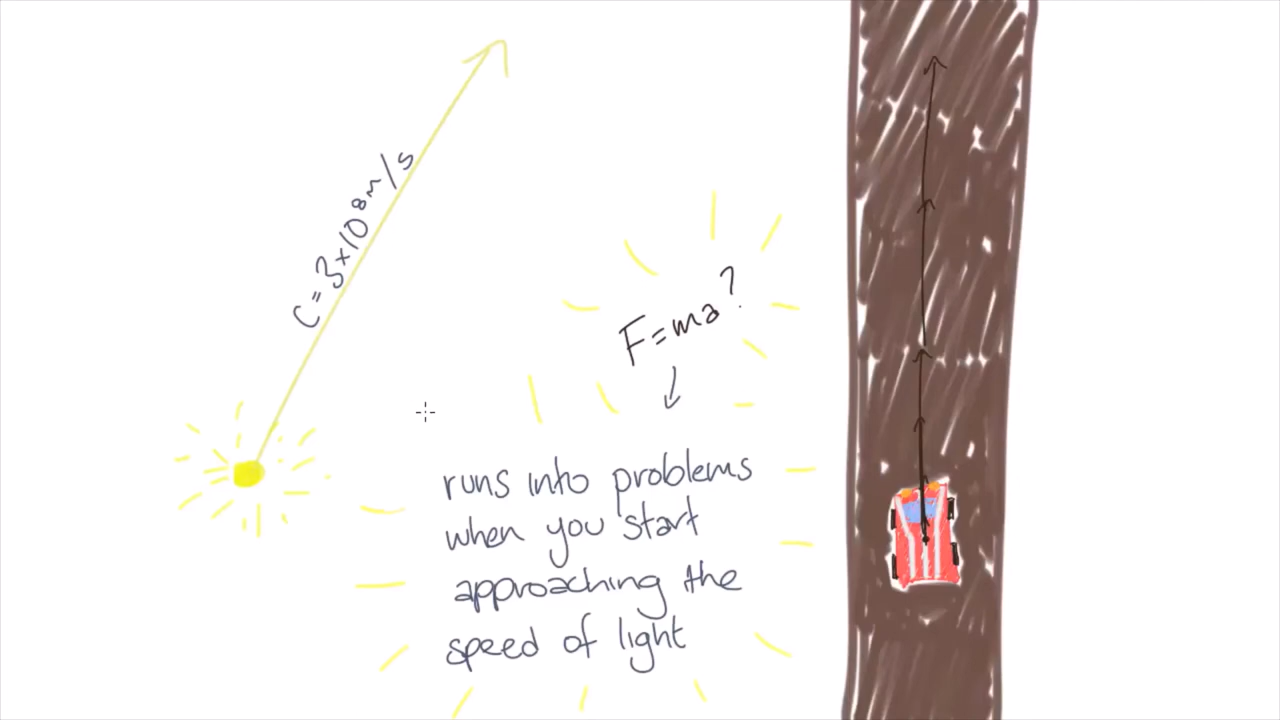 C = 3×10⁸m/s
F=ma?
runs into problems
when you start
approaching the
speed of light